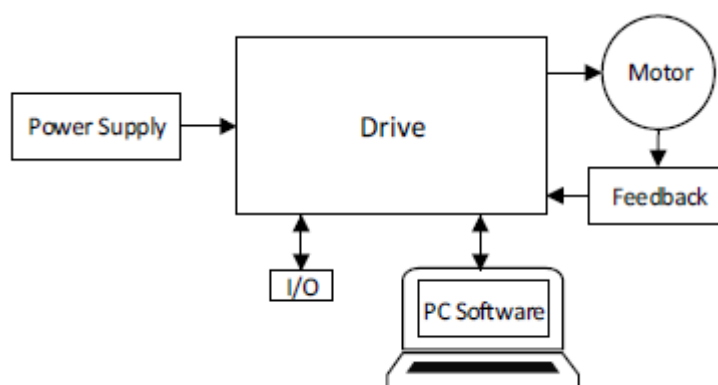 Motor
Power Supply
Drive
Feedback
I/O
PC Software